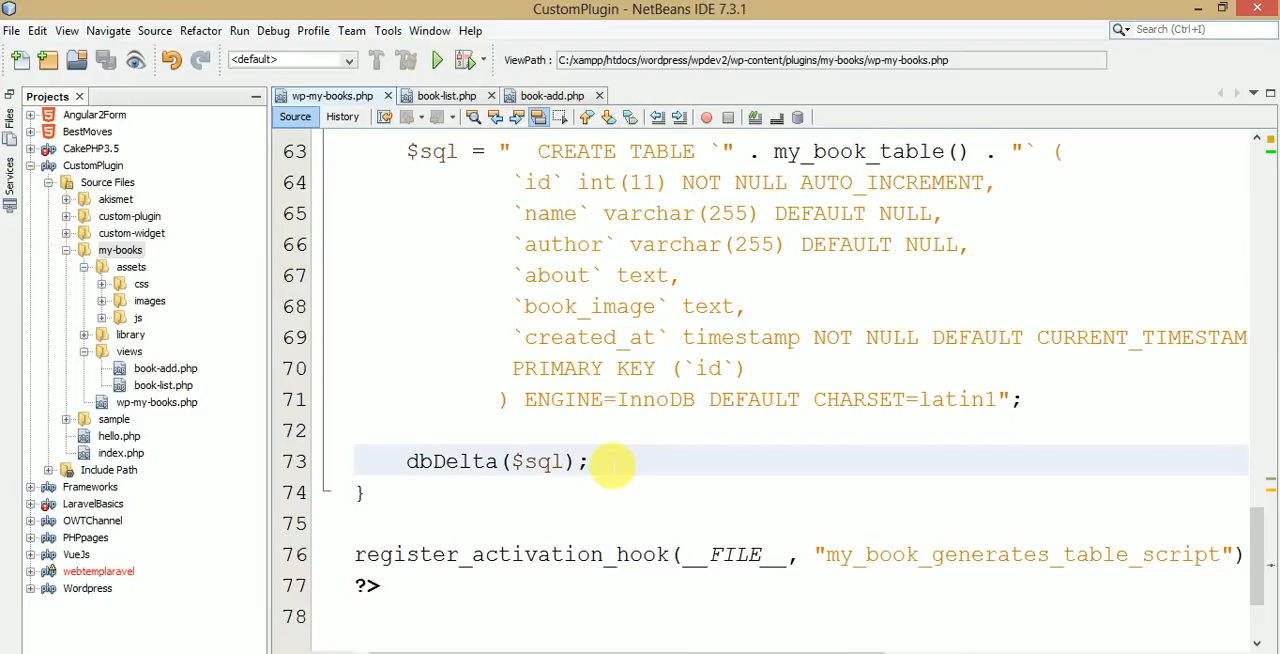 CustomPlugin - NetBeans IDE 7.3.1
File Edit View Navigate Source Refactor Run Debug Profile Team Tools Window Help
Search (Ctrl+I)
<default>
ViewPath : C:/xampp/htdocs/wordpress/wpdev2/wp-content/plugins/my-books/wp-my-books.php
Files
Services
Projects
Angular2Form
BestMoves
CakePHP3.5
CustomPlugin
Source Files
akismet
custom-plugin
custom-widget
my-books
assets
css
images
js
library
views
book-add.php
book-list.php
wp-my-books.php
sample
hello.php
index.php
Include Path
Frameworks
LaravelBasics
OWTChannel
PHPpages
VueJs
webtemplaravel
Wordpress
wp-my-books.php book-list.php book-add.php
Source History
63 $sql = " CREATE TABLE `" . my_book_table() . "` (
64 `id` int(11) NOT NULL AUTO_INCREMENT,
65 `name` varchar(255) DEFAULT NULL,
66 `author` varchar(255) DEFAULT NULL,
67 `about` text,
68 `book_image` text,
69 `created_at` timestamp NOT NULL DEFAULT CURRENT_TIMESTAM
70 PRIMARY KEY (`id`)
71 ) ENGINE=InnoDB DEFAULT CHARSET=latin1";
72
73 dbDelta($sql);
74 }
75
76 register_activation_hook(__FILE__, "my_book_generates_table_script")
77 ?>
78